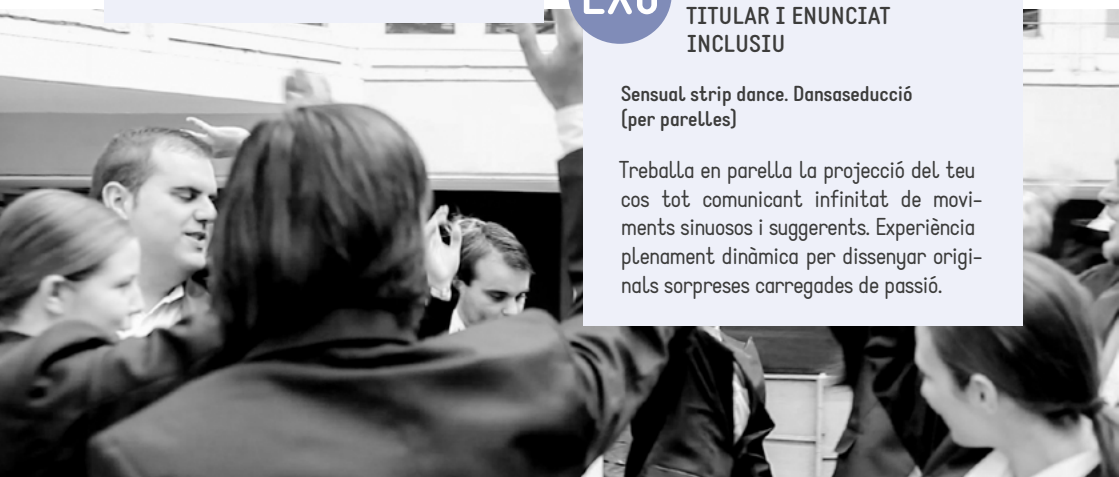 TITULAR I ENUNCIAT
INCLUSIU
Sensual strip dance. Dansaseducció
(per parelles)
Treballa en parella la projecció del teu
cos tot comunicant infinitat de movi-
ments sinuosos i suggerents. Experiència
plenament dinàmica per dissenyar origi-
nals sorpreses carregades de passió.